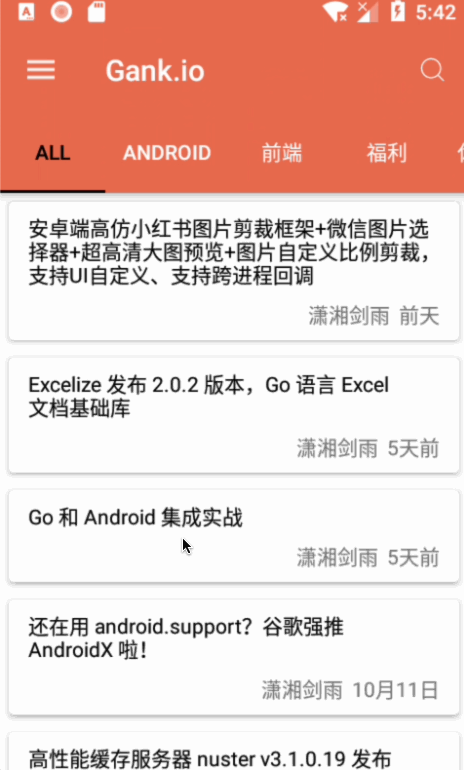 5:42
Gank.io
ALL ANDROID 前端 福利
安卓端高仿小红书图片剪裁框架+微信图片选
择器+超高清大图预览+图片自定义比例剪裁，
支持UI自定义、支持跨进程回调
潇湘剑雨 前天
Excelize 发布 2.0.2 版本，Go 语言 Excel
文档基础库
潇湘剑雨 5天前
Go 和 Android 集成实战
潇湘剑雨 5天前
还在用 android.support？谷歌强推
AndroidX 啦！
潇湘剑雨 10月11日
高性能缓存服务器 nuster v3.1.0.19 发布